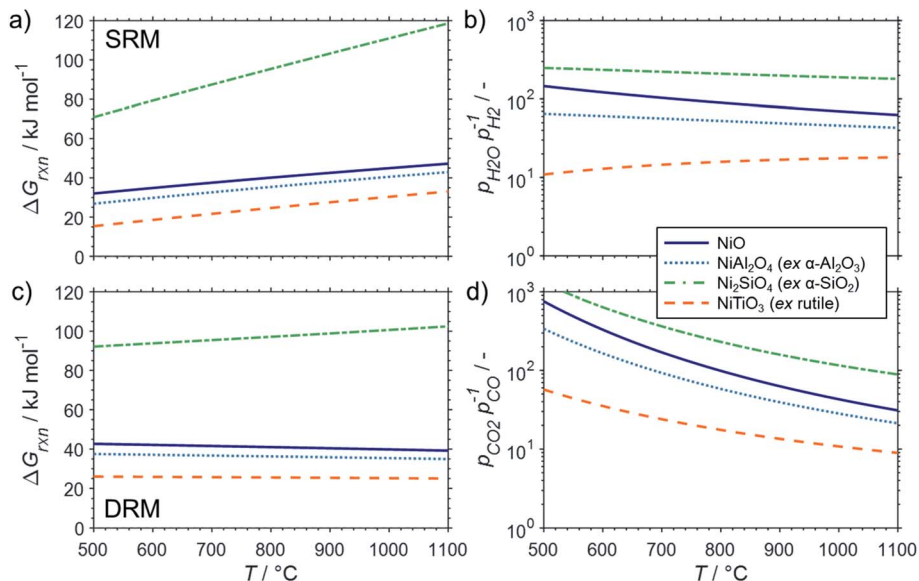 a)
SRM
ΔG_rxn / kJ mol⁻¹
120
100
80
60
40
20
0
b)
p_H2O p_H2⁻¹ / -
10³
10²
10¹
10⁰
NiO
NiAl₂O₄ (ex α-Al₂O₃)
Ni₂SiO₄ (ex α-SiO₂)
NiTiO₃ (ex rutile)
c)
DRM
ΔG_rxn / kJ mol⁻¹
120
100
80
60
40
20
0
500 600 700 800 900 1000 1100
T / °C
d)
p_CO2 p_CO⁻¹ / -
10³
10²
10¹
10⁰
500 600 700 800 900 1000 1100
T / °C